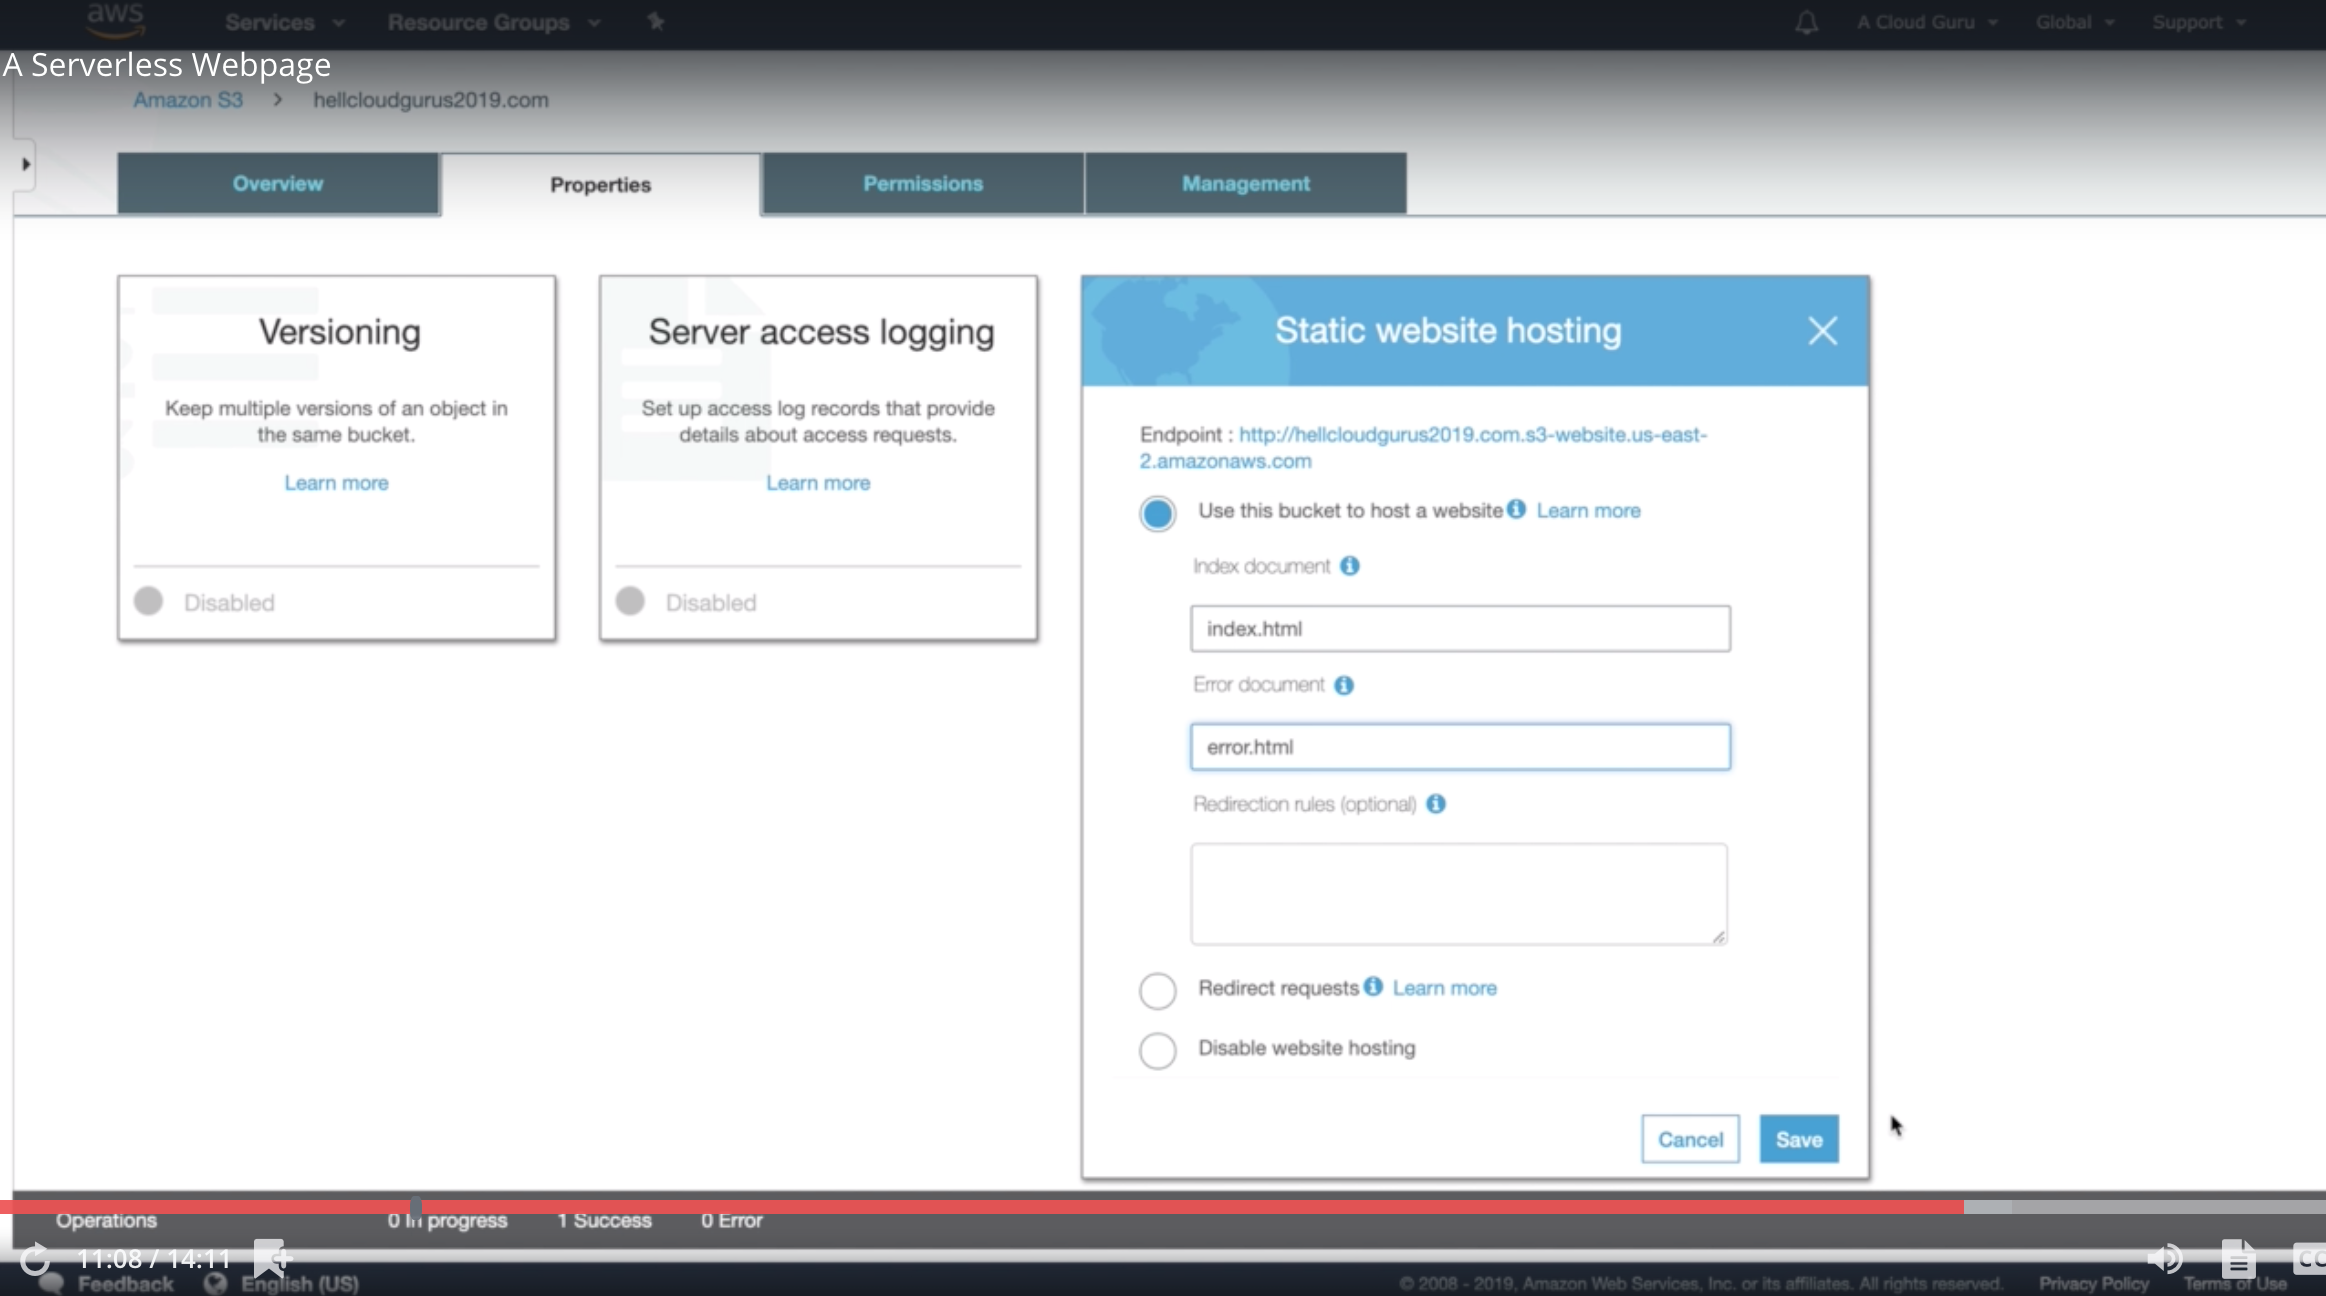 aws Services Resource Groups A Cloud Guru Global Support
A Serverless Webpage
Amazon S3 > hellcloudgurus2019.com
Overview Properties Permissions Management
Versioning
Keep multiple versions of an object in
the same bucket.
Learn more
Disabled
Server access logging
Set up access log records that provide
details about access requests.
Learn more
Disabled
Static website hosting
Endpoint : http://hellcloudgurus2019.com.s3-website.us-east-
2.amazonaws.com
Use this bucket to host a website Learn more
Index document
index.html
Error document
error.html
Redirection rules (optional)
Redirect requests Learn more
Disable website hosting
Cancel Save
Operations 0 In progress 1 Success 0 Error
11:08 / 14:11 CC
Feedback English (US) © 2008 - 2019, Amazon Web Services, Inc. or its affiliates. All rights reserved. Privacy Policy Terms of Use